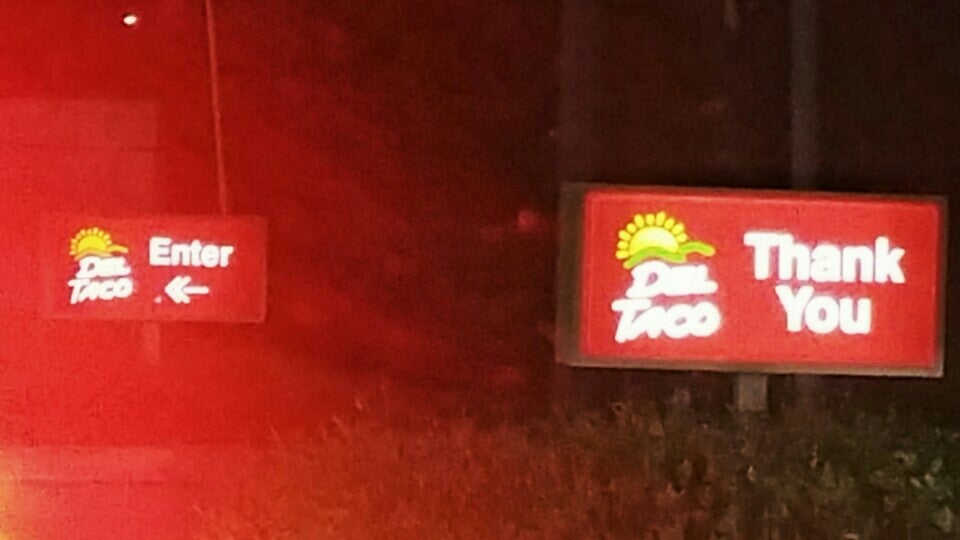 DEL
TACO
Enter
DEL
TACO
Thank
You